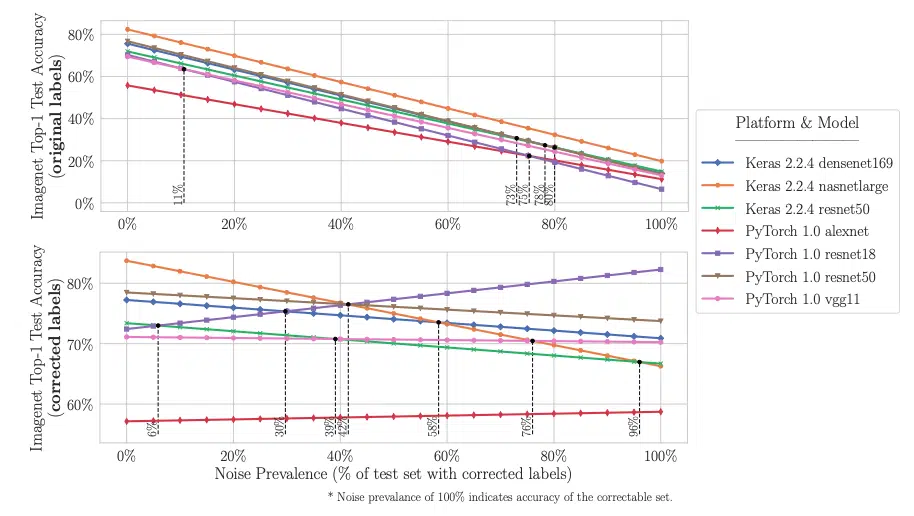 Imagenet Top-1 Test Accuracy
(original labels)
80%
60%
40%
20%
0%
11%
73%
75%
78%
80%
0%
20%
40%
60%
80%
100%
Platform & Model
Keras 2.2.4 densenet169
Keras 2.2.4 nasnetlarge
Keras 2.2.4 resnet50
PyTorch 1.0 alexnet
PyTorch 1.0 resnet18
PyTorch 1.0 resnet50
PyTorch 1.0 vgg11
Imagenet Top-1 Test Accuracy
(corrected labels)
80%
70%
60%
6%
30%
39%
42%
58%
76%
96%
0%
20%
40%
60%
80%
100%
Noise Prevalence (% of test set with corrected labels)
* Noise prevalance of 100% indicates accuracy of the correctable set.